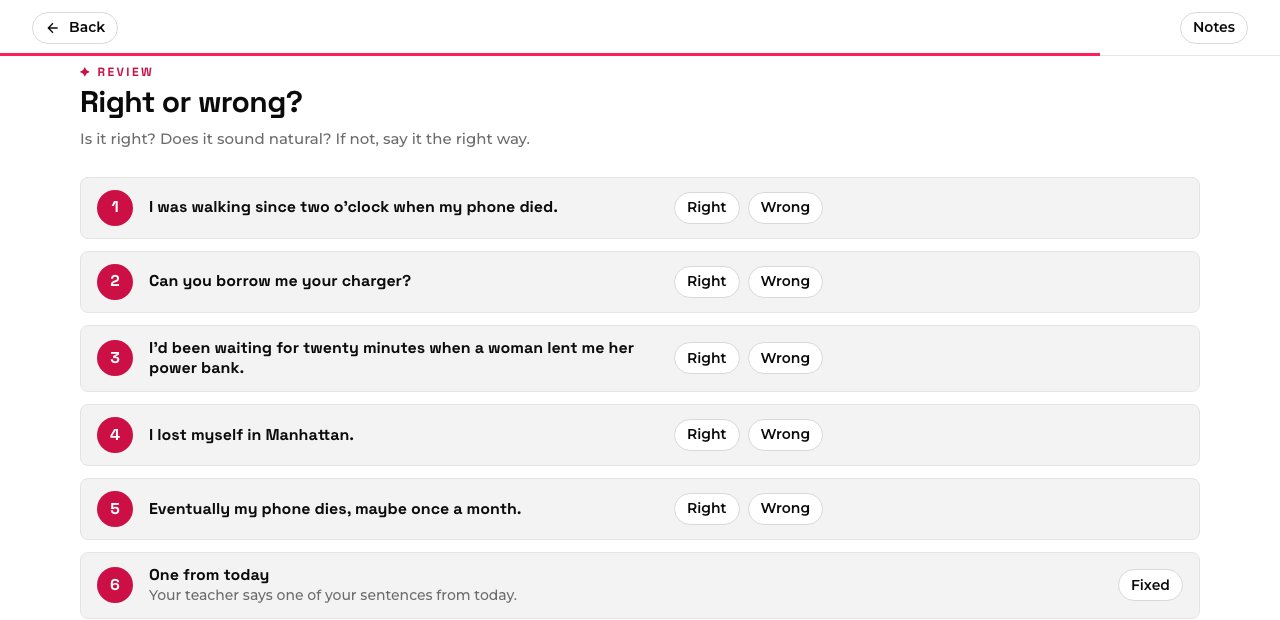 Back
Notes
REVIEW
Right or wrong?
Is it right? Does it sound natural? If not, say it the right way.
1 I was walking since two o’clock when my phone died. Right Wrong
2 Can you borrow me your charger? Right Wrong
3 I’d been waiting for twenty minutes when a woman lent me her
power bank. Right Wrong
4 I lost myself in Manhattan. Right Wrong
5 Eventually my phone dies, maybe once a month. Right Wrong
6 One from today
Your teacher says one of your sentences from today.
Fixed